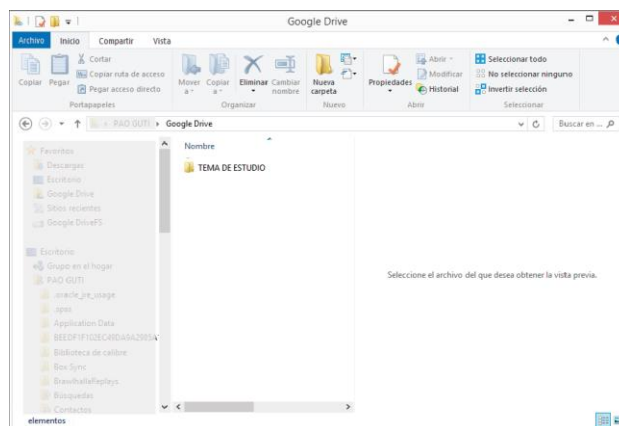 Google Drive
Archivo Inicio Compartir Vista
Copiar
Pegar
Cortar
Copiar ruta de acceso
Pegar acceso directo
Portapapeles
Mover a
Copiar a
Eliminar
Cambiar nombre
Organizar
Nueva carpeta
Nuevo
Propiedades
Abrir
Modificar
Historial
Abrir
Seleccionar todo
No seleccionar ninguno
Invertir selección
Seleccionar
PAO GUTI Google Drive
Buscar en ...
Favoritos
Descargas
Escritorio
Google Drive
Sitios recientes
Google DriveFS
Escritorio
Grupo en el hogar
PAO GUTI
.oracle_jre_usage
Application Data
Biblioteca de calibre
Box Sync
BrawlhallaReplays
Búsquedas
Contactos
elementos
Nombre
TEMA DE ESTUDIO
Seleccione el archivo del que desea obtener la vista previa.